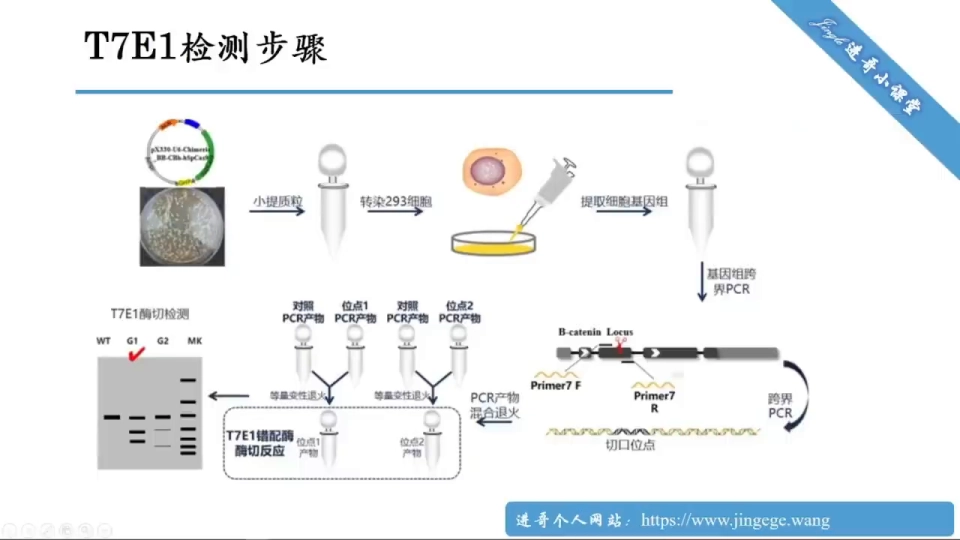 T7E1检测步骤
Jingle 进哥小课堂
pX330-U6-Chimeric
BB-CBh-hSpCas9
小提质粒
转染293细胞
提取细胞基因组
基因组跨
界PCR
B-catenin Locus
Primer7 F
Primer7
R
跨界
PCR
切口位点
PCR产物
混合退火
对照
PCR产物
位点1
PCR产物
对照
PCR产物
位点2
PCR产物
等量变性退火
等量变性退火
T7E1错配酶
酶切反应
位点1
产物
位点2
产物
T7E1酶切检测
WT G1 G2 MK
进哥个人网站：https://www.jingege.wang